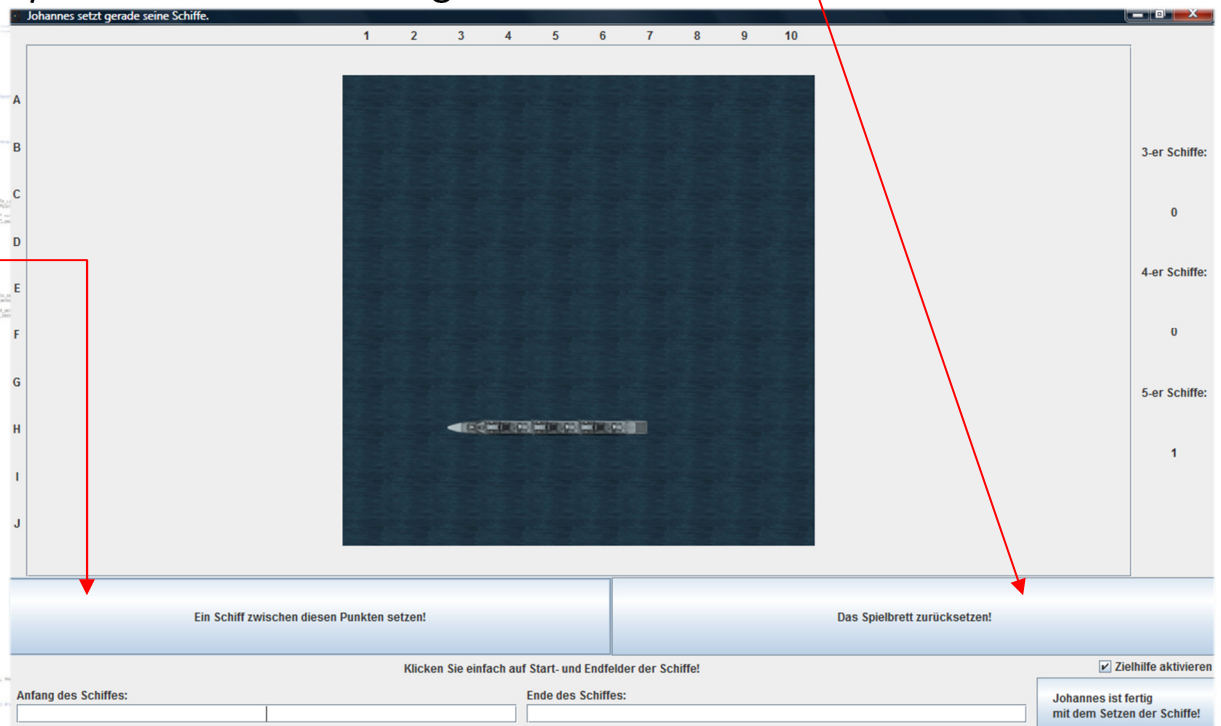 Johannes setzt gerade seine Schiffe.
1 2 3 4 5 6 7 8 9 10
A
B
3-er Schiffe:
C
0
D
4-er Schiffe:
E
F
0
G
5-er Schiffe:
H
1
I
J
Ein Schiff zwischen diesen Punkten setzen!
Das Spielbrett zurücksetzen!
Klicken Sie einfach auf Start- und Endfelder der Schiffe!
Zielhilfe aktivieren
Anfang des Schiffes:
Ende des Schiffes:
Johannes ist fertig
mit dem Setzen der Schiffe!